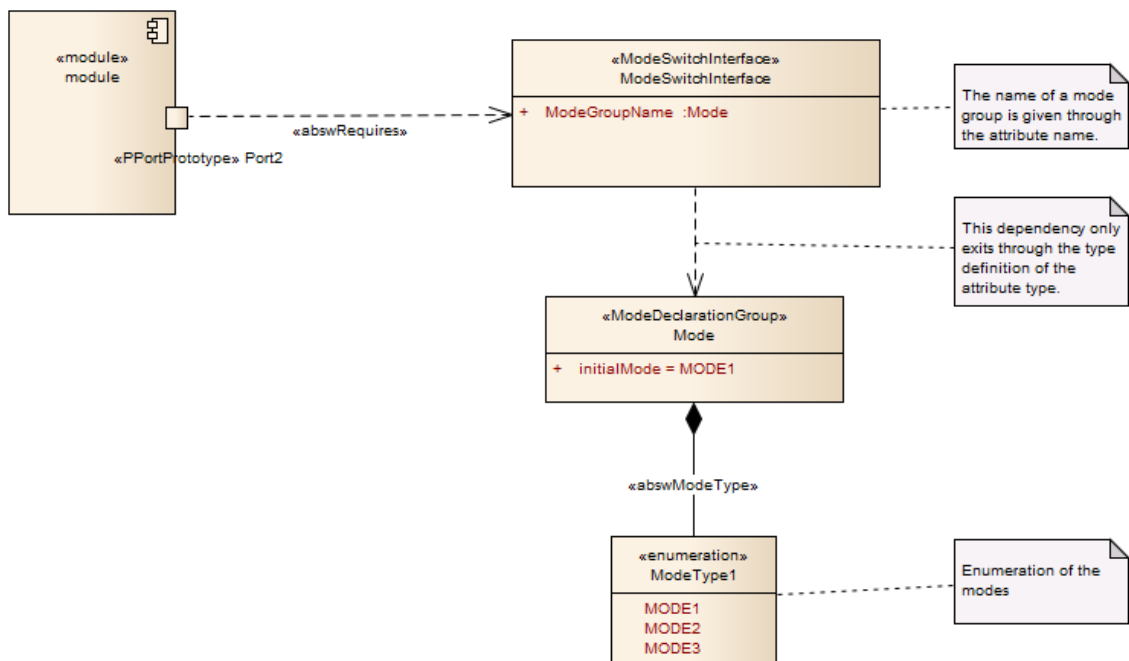 «module»
module
«PPortPrototype» Port2
«abswRequires»
«ModeSwitchInterface»
ModeSwitchInterface
+ ModeGroupName :Mode
The name of a mode
group is given through
the attribute name.
This dependency only
exits through the type
definition of the
attribute type.
«ModeDeclarationGroup»
Mode
+ initialMode = MODE1
«abswModeType»
«enumeration»
ModeType1
MODE1
MODE2
MODE3
Enumeration of the
modes